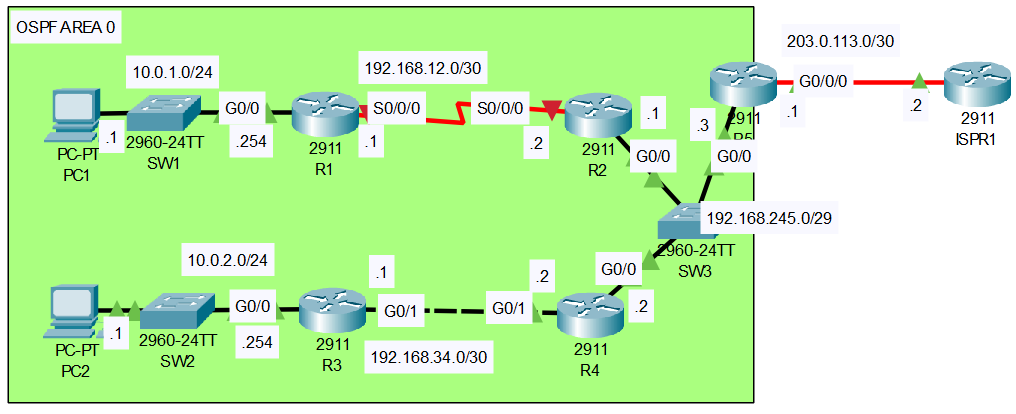 OSPF AREA 0
203.0.113.0/30
10.0.1.0/24
192.168.12.0/30
G0/0
S0/0/0
S0/0/0
G0/0/0
.1
.254
.1
.2
.1
.3
.1
.2
PC-PT
PC1
2960-24TT
SW1
2911
R1
2911
R2
2911
R5
2911
ISPR1
G0/0
G0/0
192.168.245.0/29
2960-24TT
SW3
10.0.2.0/24
.1
.2
G0/0
G0/0
G0/1
G0/1
.1
.254
.2
PC-PT
PC2
2960-24TT
SW2
2911
R3
192.168.34.0/30
2911
R4